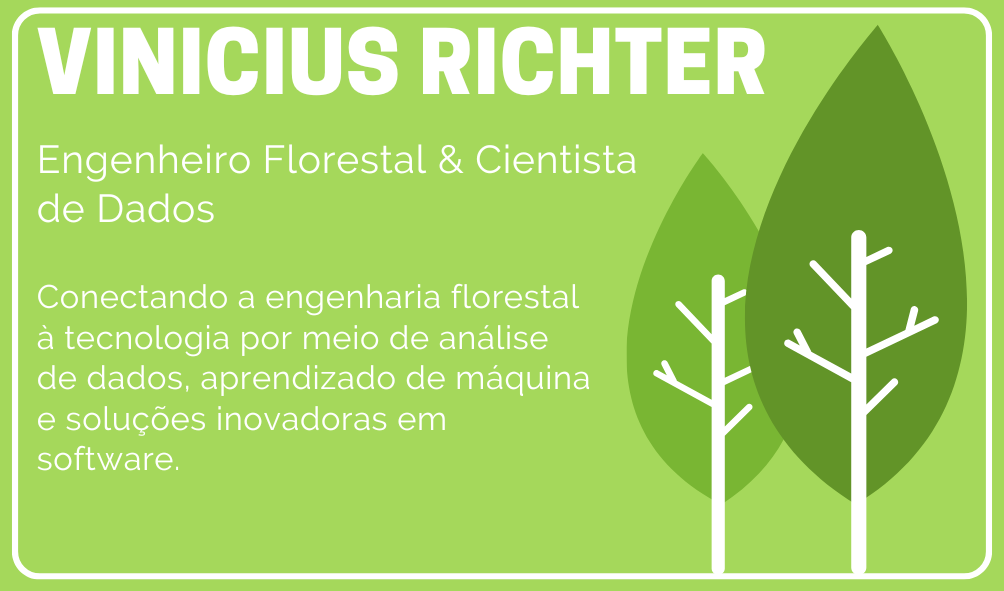 VINICIUS RICHTER
Engenheiro Florestal & Cientista
de Dados
Conectando a engenharia florestal
à tecnologia por meio de análise
de dados, aprendizado de máquina
e soluções inovadoras em
software.